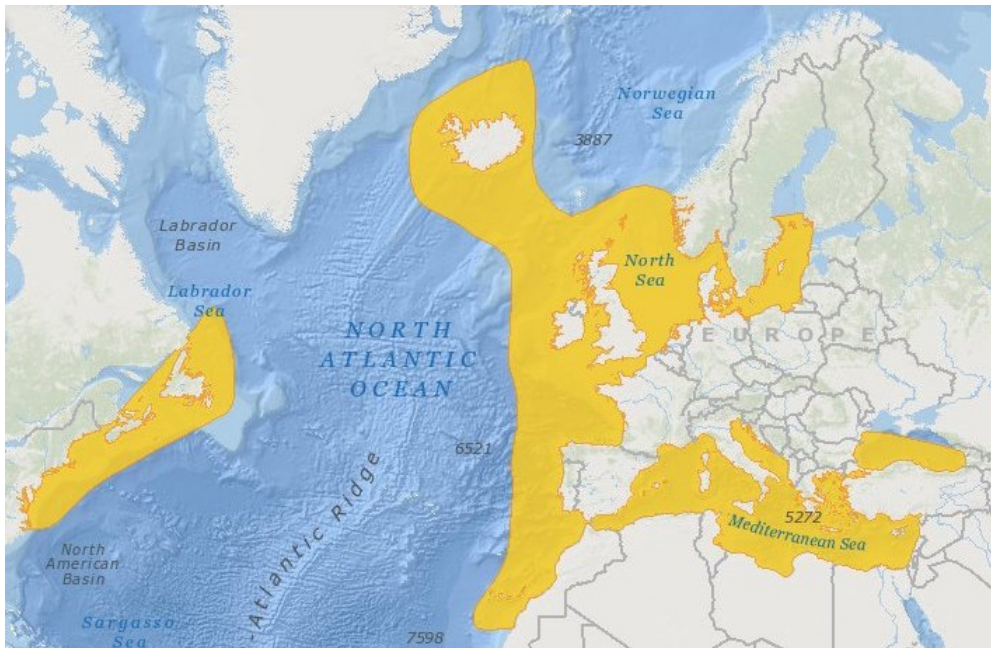 Norwegian
Sea
3887
Labrador
Basin
North
Sea
Labrador
Sea
NORTH
ATLANTIC
OCEAN
EUROPE
6521
-Atlantic Ridge
5272
Mediterranean Sea
North
American
Basin
Sargasso
Sea
7598